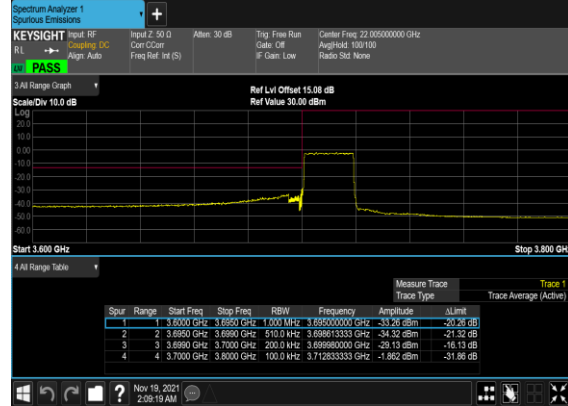 Spectrum Analyzer 1
Spurious Emissions
+
KEYSIGHT Input: RF Input Z: 50 Ω Atten: 30 dB Trig: Free Run Center Freq: 22.005000000 GHz
RL Coupling: DC Corr CCorr Gate: Off Avg|Hold: 100/100
Align: Auto Freq Ref: Int (S) IF Gain: Low Radio Std: None
PASS
3 All Range Graph
Ref Lvl Offset 15.08 dB
Scale/Div 10.0 dB Ref Value 30.00 dBm
Log
20.0
10.0
0.00
-10.0
-20.0
-30.0
-40.0
-50.0
-60.0
Start 3.600 GHz Stop 3.800 GH
4 All Range Table
Measure Trace Trace 1
Trace Type Trace Average (Active)
Spur Range Start Freq Stop Freq RBW Frequency Amplitude ΔLimit
1 1 3.6000 GHz 3.6950 GHz 1.000 MHz 3.695000000 GHz -33.26 dBm -20.26 dB
2 2 3.6950 GHz 3.6990 GHz 510.0 kHz 3.698613333 GHz -34.32 dBm -21.32 dB
3 3 3.6990 GHz 3.7000 GHz 200.0 kHz 3.699980000 GHz -29.13 dBm -16.13 dB
4 4 3.7000 GHz 3.8000 GHz 100.0 kHz 3.712833333 GHz -1.862 dBm -31.86 dB
? Nov 19, 2021
2:09:19 AM